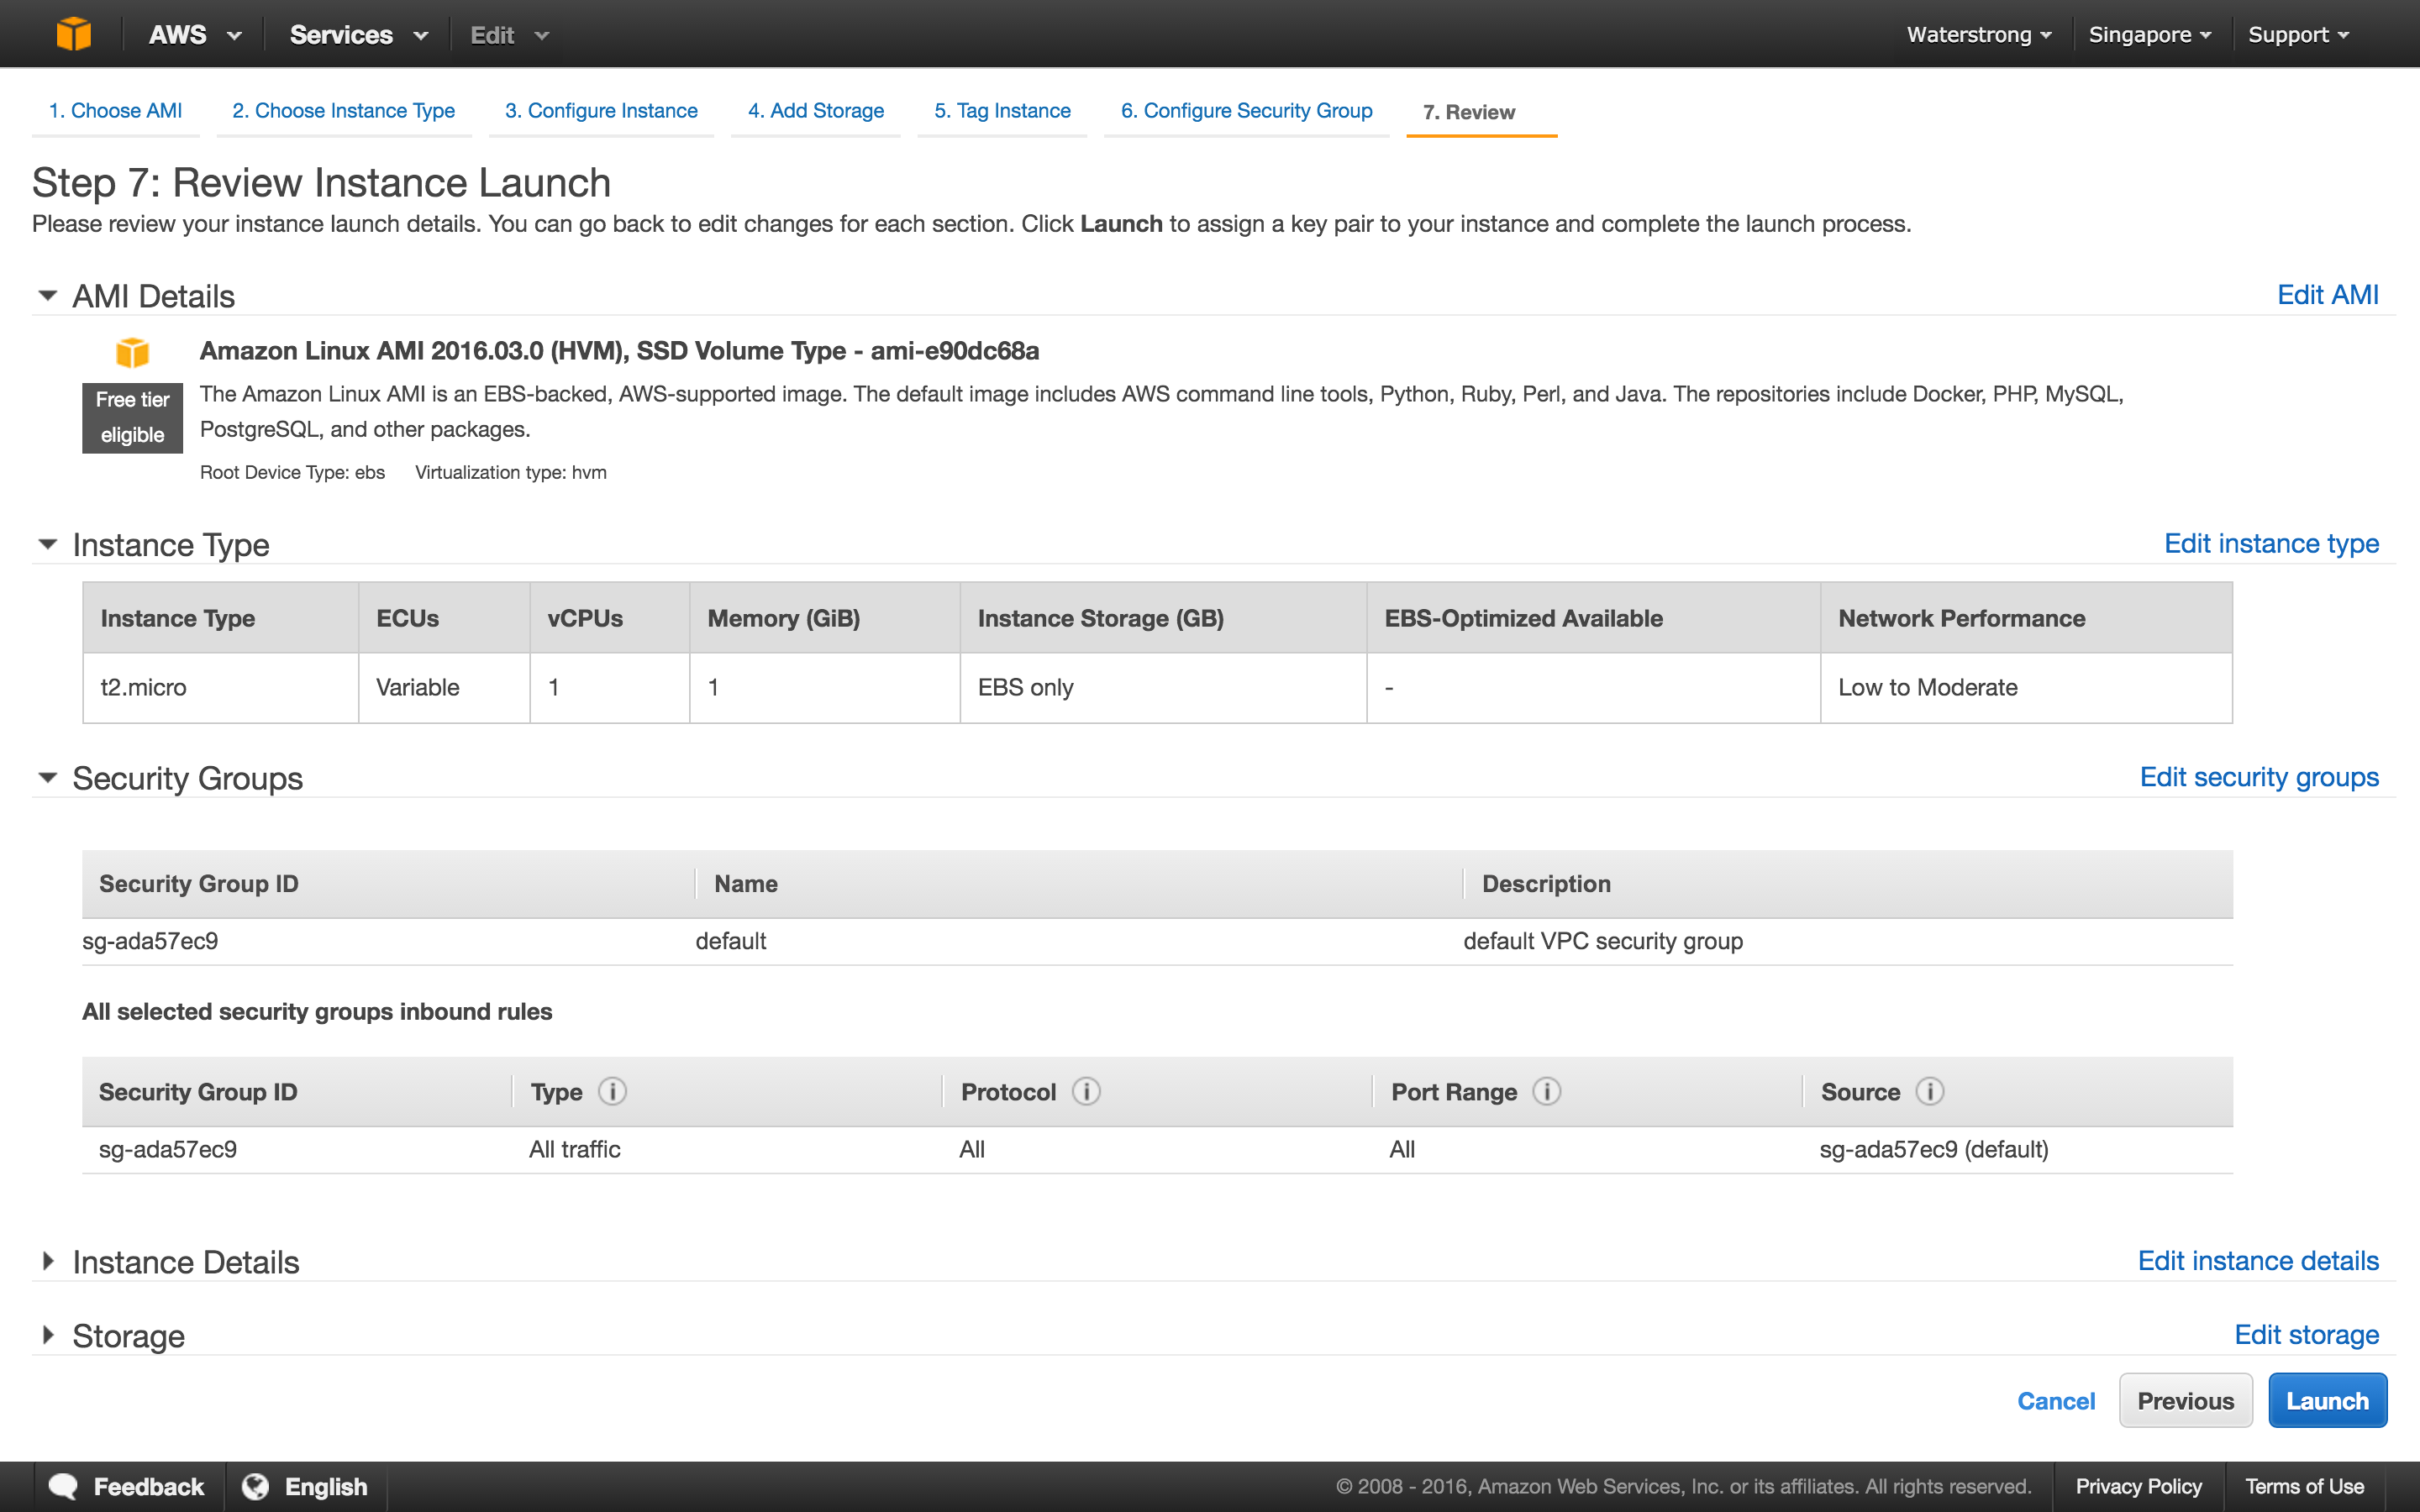 AWS Services Edit Waterstrong Singapore Support
1. Choose AMI 2. Choose Instance Type 3. Configure Instance 4. Add Storage 5. Tag Instance 6. Configure Security Group 7. Review
Step 7: Review Instance Launch
Please review your instance launch details. You can go back to edit changes for each section. Click Launch to assign a key pair to your instance and complete the launch process.
AMI Details Edit AMI
Amazon Linux AMI 2016.03.0 (HVM), SSD Volume Type - ami-e90dc68a
Free tier
eligible
The Amazon Linux AMI is an EBS-backed, AWS-supported image. The default image includes AWS command line tools, Python, Ruby, Perl, and Java. The repositories include Docker, PHP, MySQL,
PostgreSQL, and other packages.
Root Device Type: ebs Virtualization type: hvm
Instance Type Edit instance type
Instance Type ECUs vCPUs Memory (GiB) Instance Storage (GB) EBS-Optimized Available Network Performance
t2.micro Variable 1 1 EBS only - Low to Moderate
Security Groups Edit security groups
Security Group ID Name Description
sg-ada57ec9 default default VPC security group
All selected security groups inbound rules
Security Group ID Type i Protocol i Port Range i Source i
sg-ada57ec9 All traffic All All sg-ada57ec9 (default)
Instance Details Edit instance details
Storage Edit storage
Cancel Previous Launch
Feedback English © 2008 - 2016, Amazon Web Services, Inc. or its affiliates. All rights reserved. Privacy Policy Terms of Use